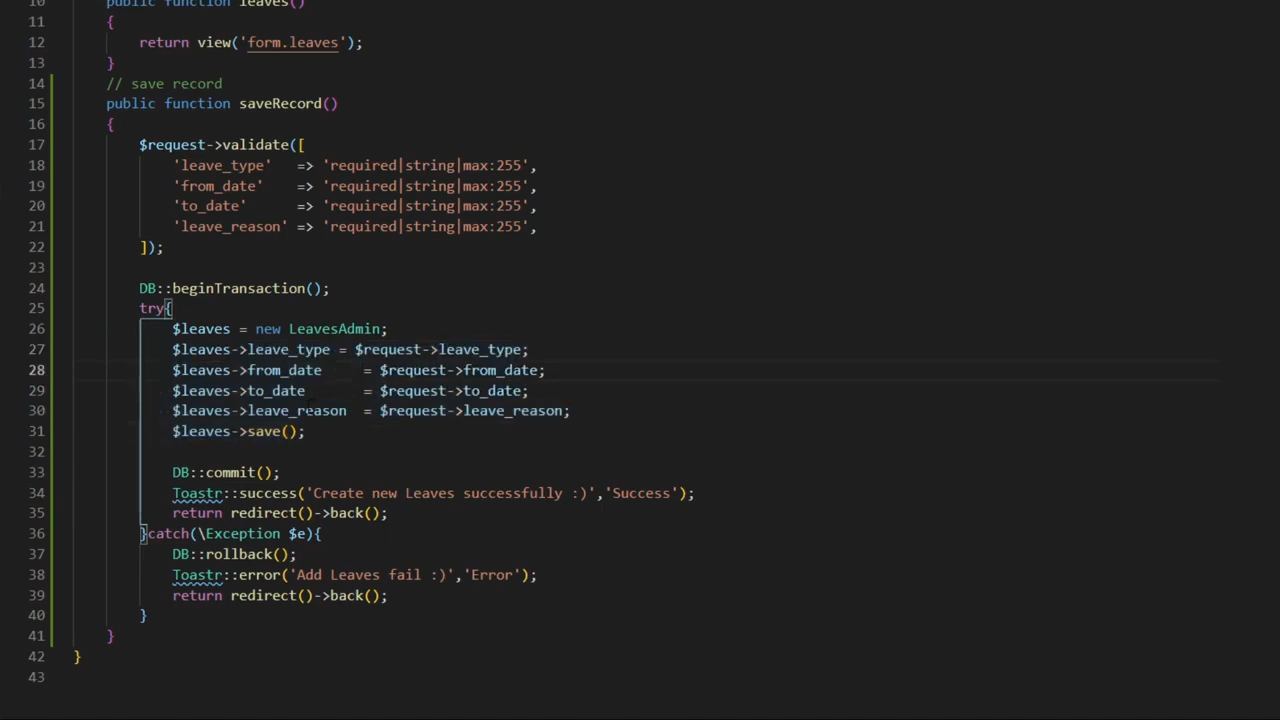 10 public function leaves()
11 {
12 return view('form.leaves');
13 }
14 // save record
15 public function saveRecord()
16 {
17 $request->validate([
18 'leave_type' => 'required|string|max:255',
19 'from_date' => 'required|string|max:255',
20 'to_date' => 'required|string|max:255',
21 'leave_reason' => 'required|string|max:255',
22 ]);
23
24 DB::beginTransaction();
25 try{
26 $leaves = new LeavesAdmin;
27 $leaves->leave_type = $request->leave_type;
28 $leaves->from_date = $request->from_date;
29 $leaves->to_date = $request->to_date;
30 $leaves->leave_reason = $request->leave_reason;
31 $leaves->save();
32
33 DB::commit();
34 Toastr::success('Create new Leaves successfully :)','Success');
35 return redirect()->back();
36 }catch(\Exception $e){
37 DB::rollback();
38 Toastr::error('Add Leaves fail :)','Error');
39 return redirect()->back();
40 }
41 }
42 }
43